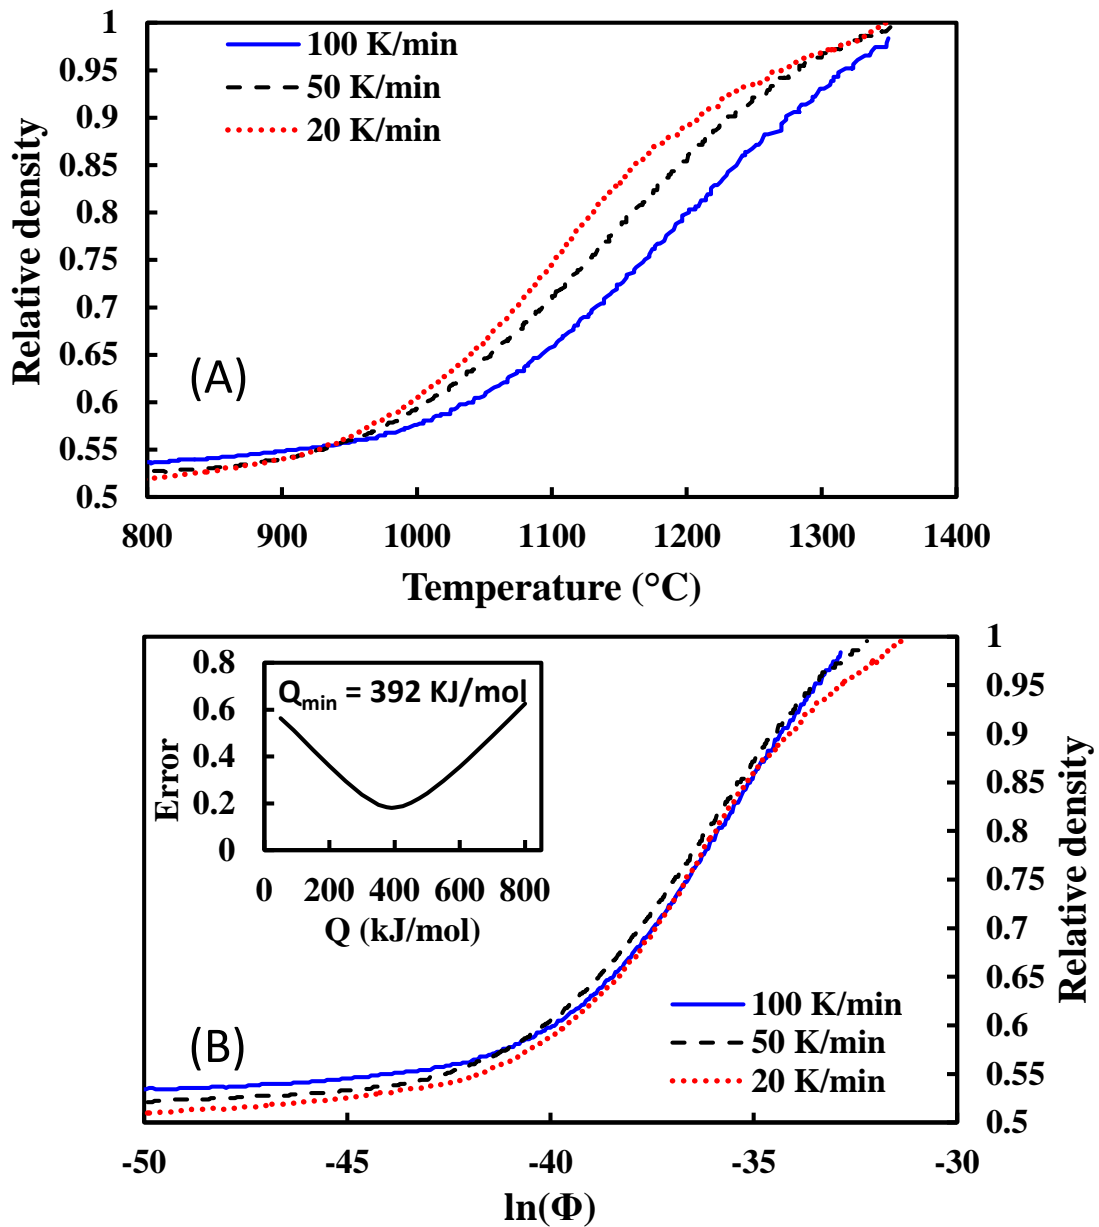 1
0.95
0.9
0.85
0.8
0.75
0.7
0.65
0.6
0.55
0.5
Relative density
100 K/min
50 K/min
20 K/min
(A)
800 900 1000 1100 1200 1300 1400
Temperature (°C)
1
0.95
0.9
0.85
0.8
0.75
0.7
0.65
0.6
0.55
0.5
Relative density
0.8
0.6
0.4
0.2
0
Error
Qmin = 392 KJ/mol
0 200 400 600 800
Q (kJ/mol)
100 K/min
50 K/min
20 K/min
(B)
-50 -45 -40 -35 -30
ln(Φ)